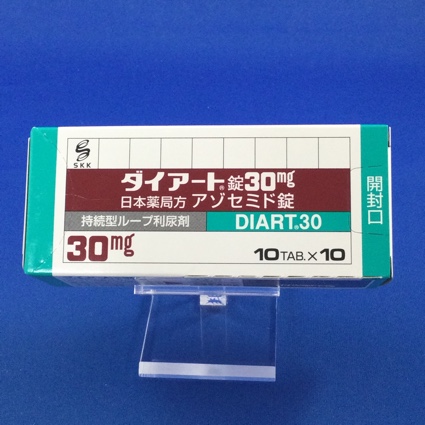 SKK
ダイアート®錠30mg
日本薬局方 アゾセミド錠
持続型ループ利尿剤 DIART®30
30mg
10TAB.×10
開封口